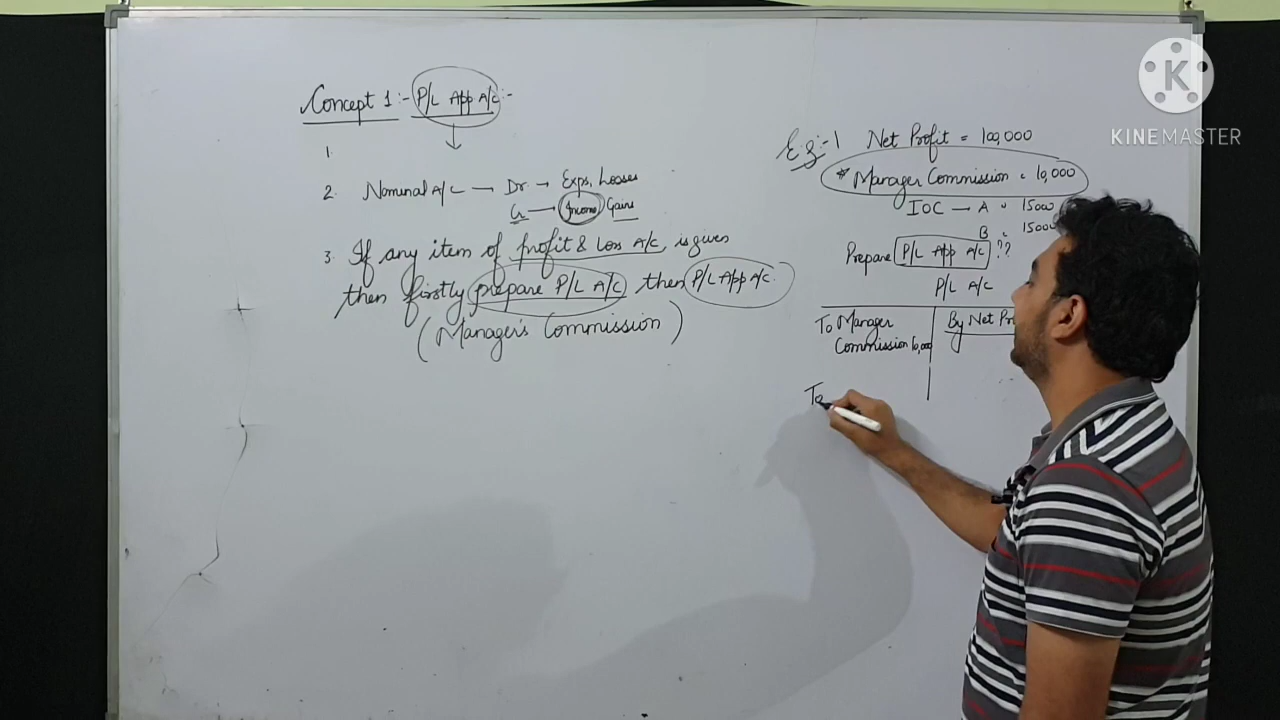 Concept 1:- P/L App A/C:-
1
2. Nominal A/C → Dr → Exps, Losses
Cr → Income, Gains
3. If any item of profit & Loss A/C, is given
then firstly prepare P/L A/C then P/L App A/C.
(Manager's Commission)
E.g:-1 Net Profit = 100,000
* Manager Commission = 10,000
IOC — A = 15000
B = 1500
Prepare P/L App A/C ??
P/L A/C
To Manager By Net Pr
Commission 10,000
To
K
KINEMASTER